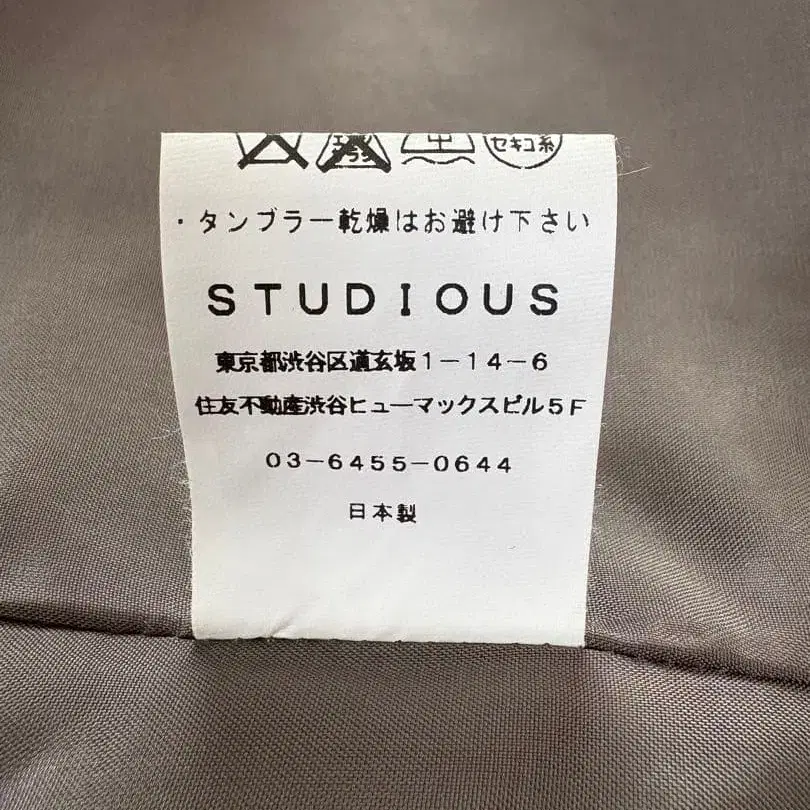 中 セキユ系
・タンブラー乾燥はお避け下さい
STUDIOUS
東京都渋谷区道玄坂1-14-6
住友不動産渋谷ヒューマックスビル5F
03-6455-0644
日本製